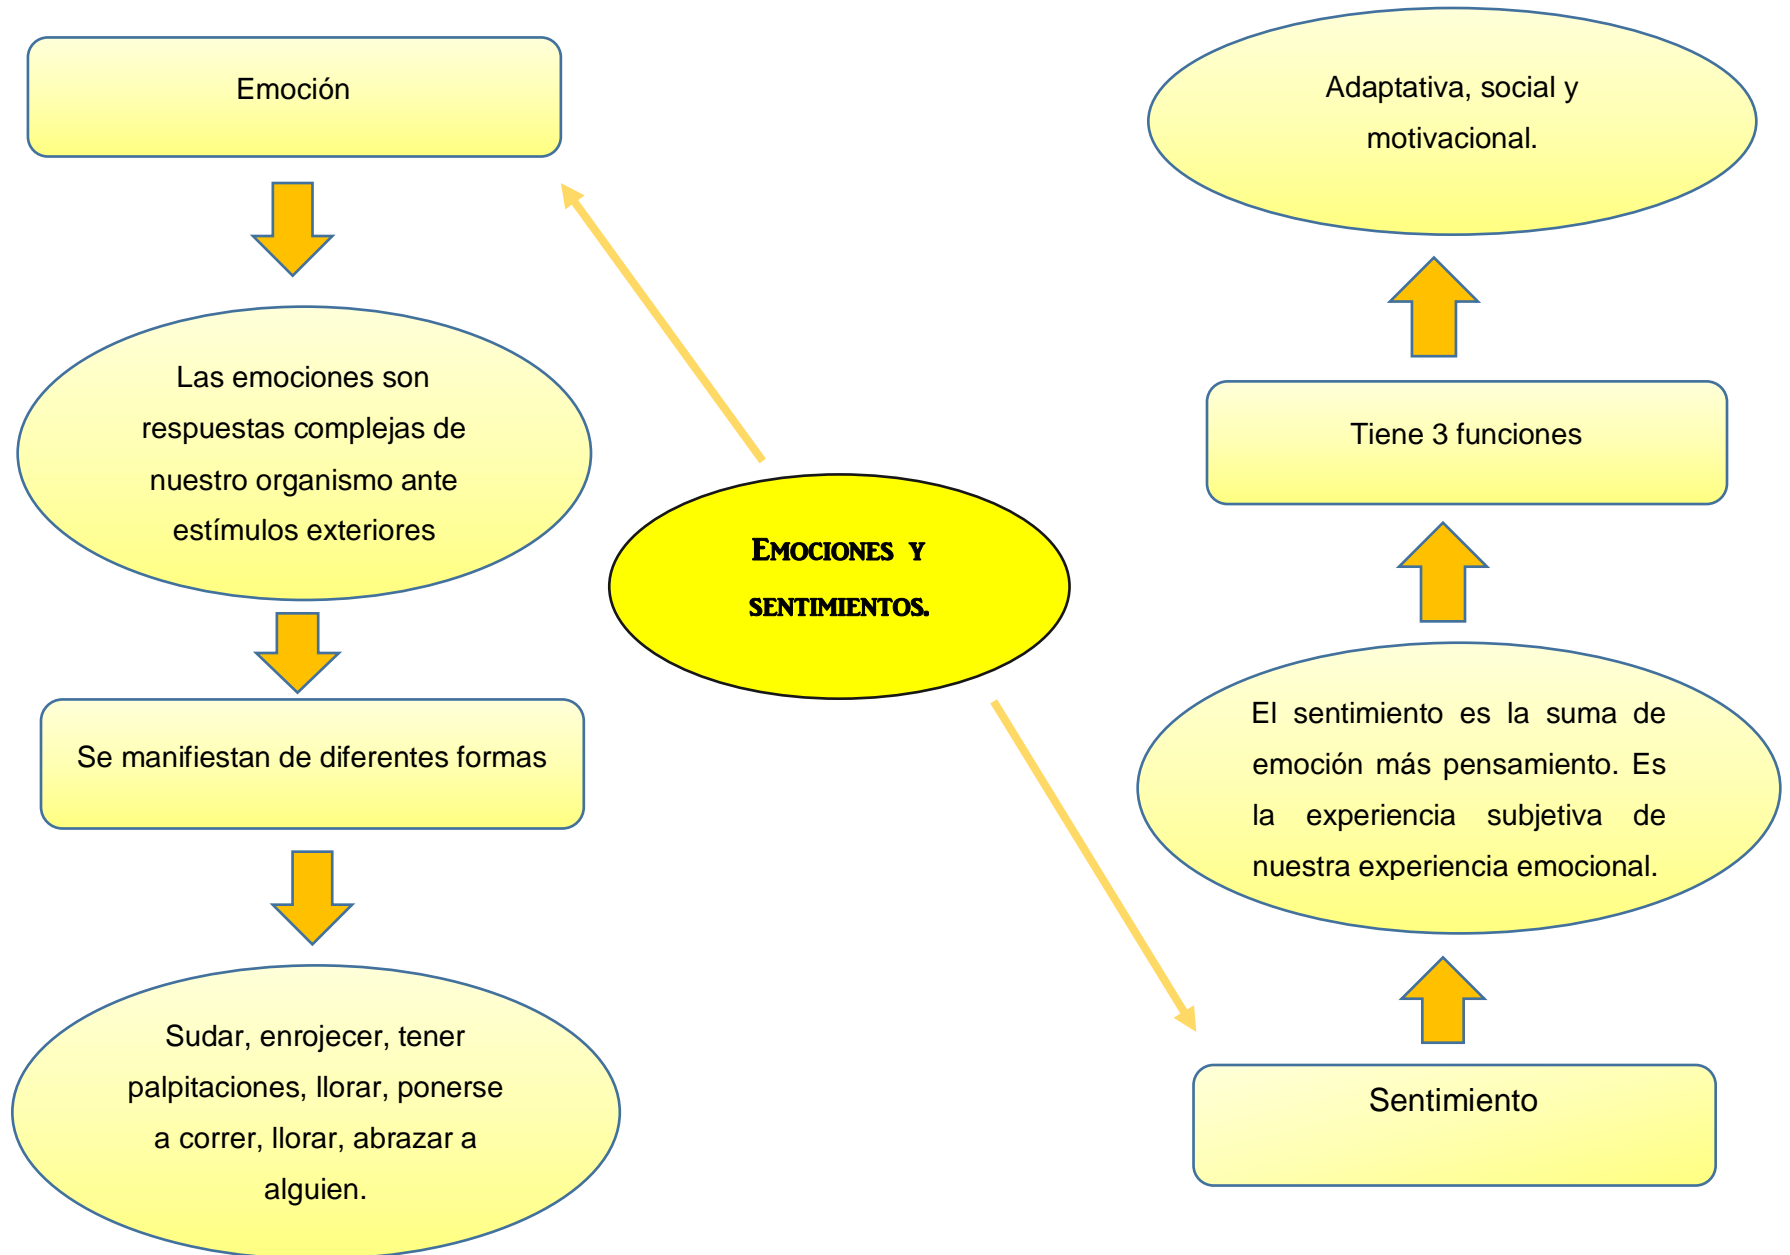 Emoción
Las emociones son
respuestas complejas de
nuestro organismo ante
estímulos exteriores
Se manifiestan de diferentes formas
Sudar, enrojecer, tener
palpitaciones, llorar, ponerse
a correr, llorar, abrazar a
alguien.
Emociones y
sentimientos.
Adaptativa, social y
motivacional.
Tiene 3 funciones
El sentimiento es la suma de
emoción más pensamiento. Es
la experiencia subjetiva de
nuestra experiencia emocional.
Sentimiento